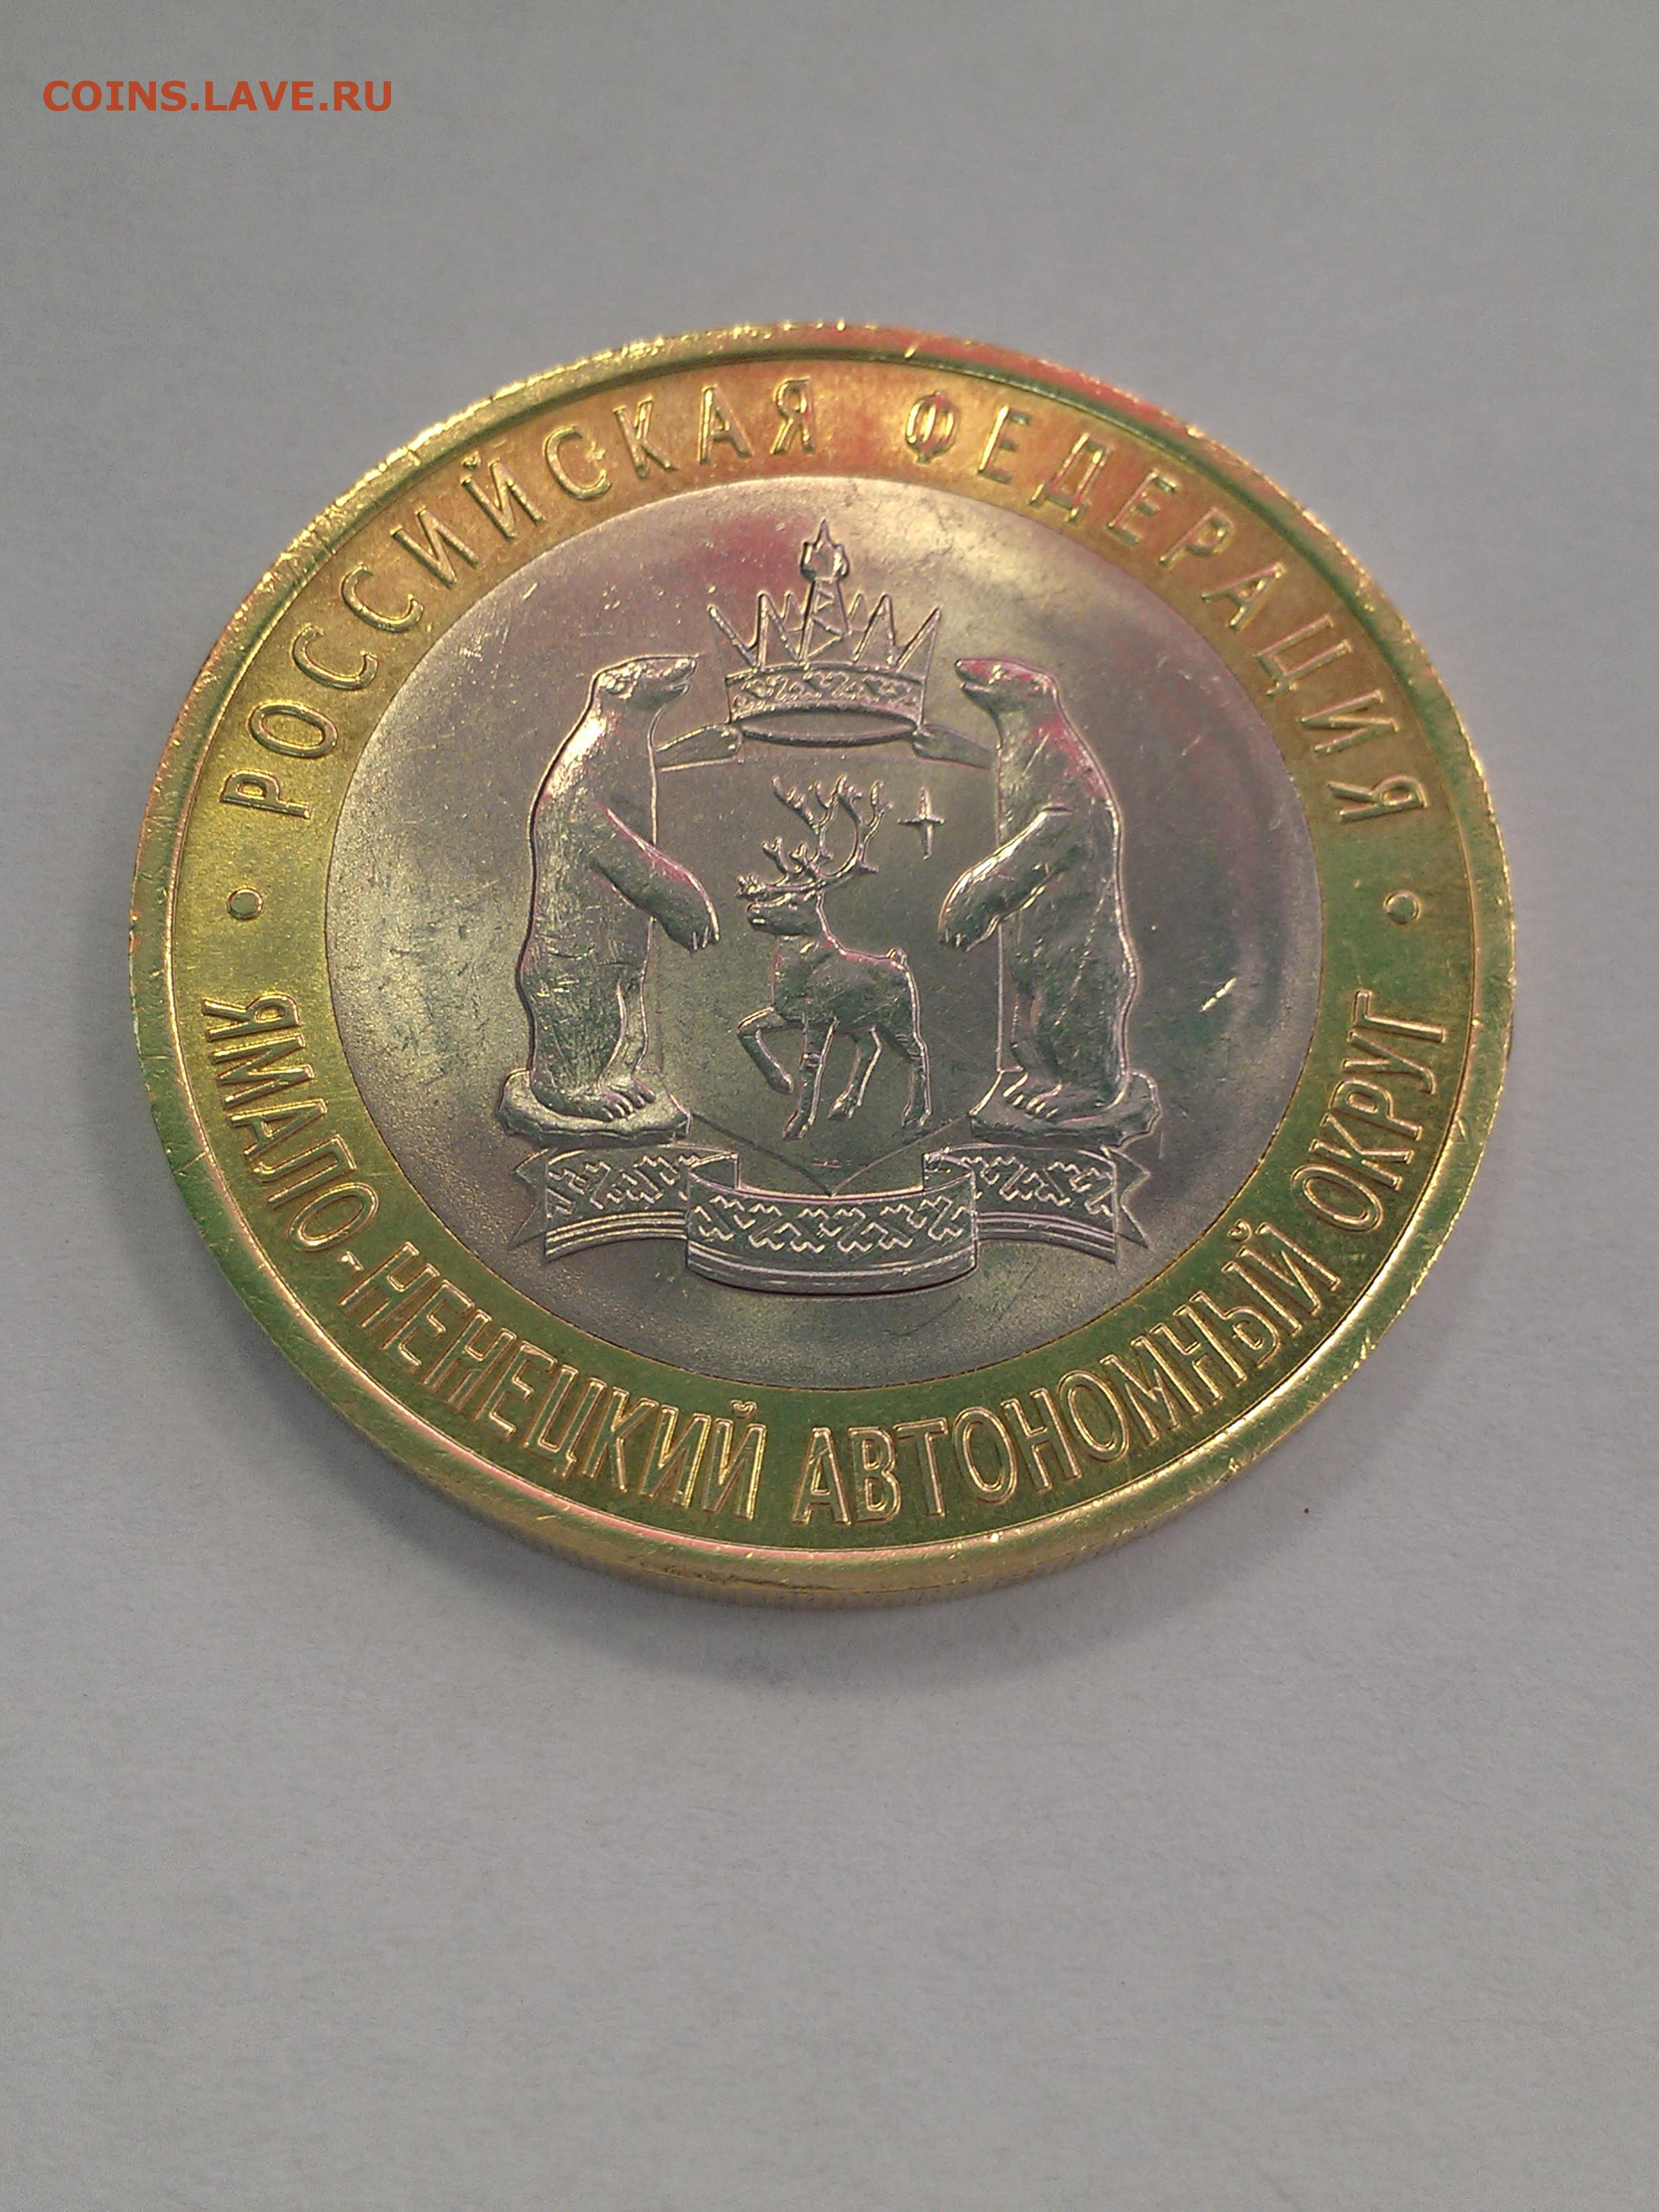 COINS.LAVE.RU
• РОССИЙСКАЯ ФЕДЕРАЦИЯ •
ЯМАЛО-НЕНЕЦКИЙ АВТОНОМНЫЙ ОКРУГ